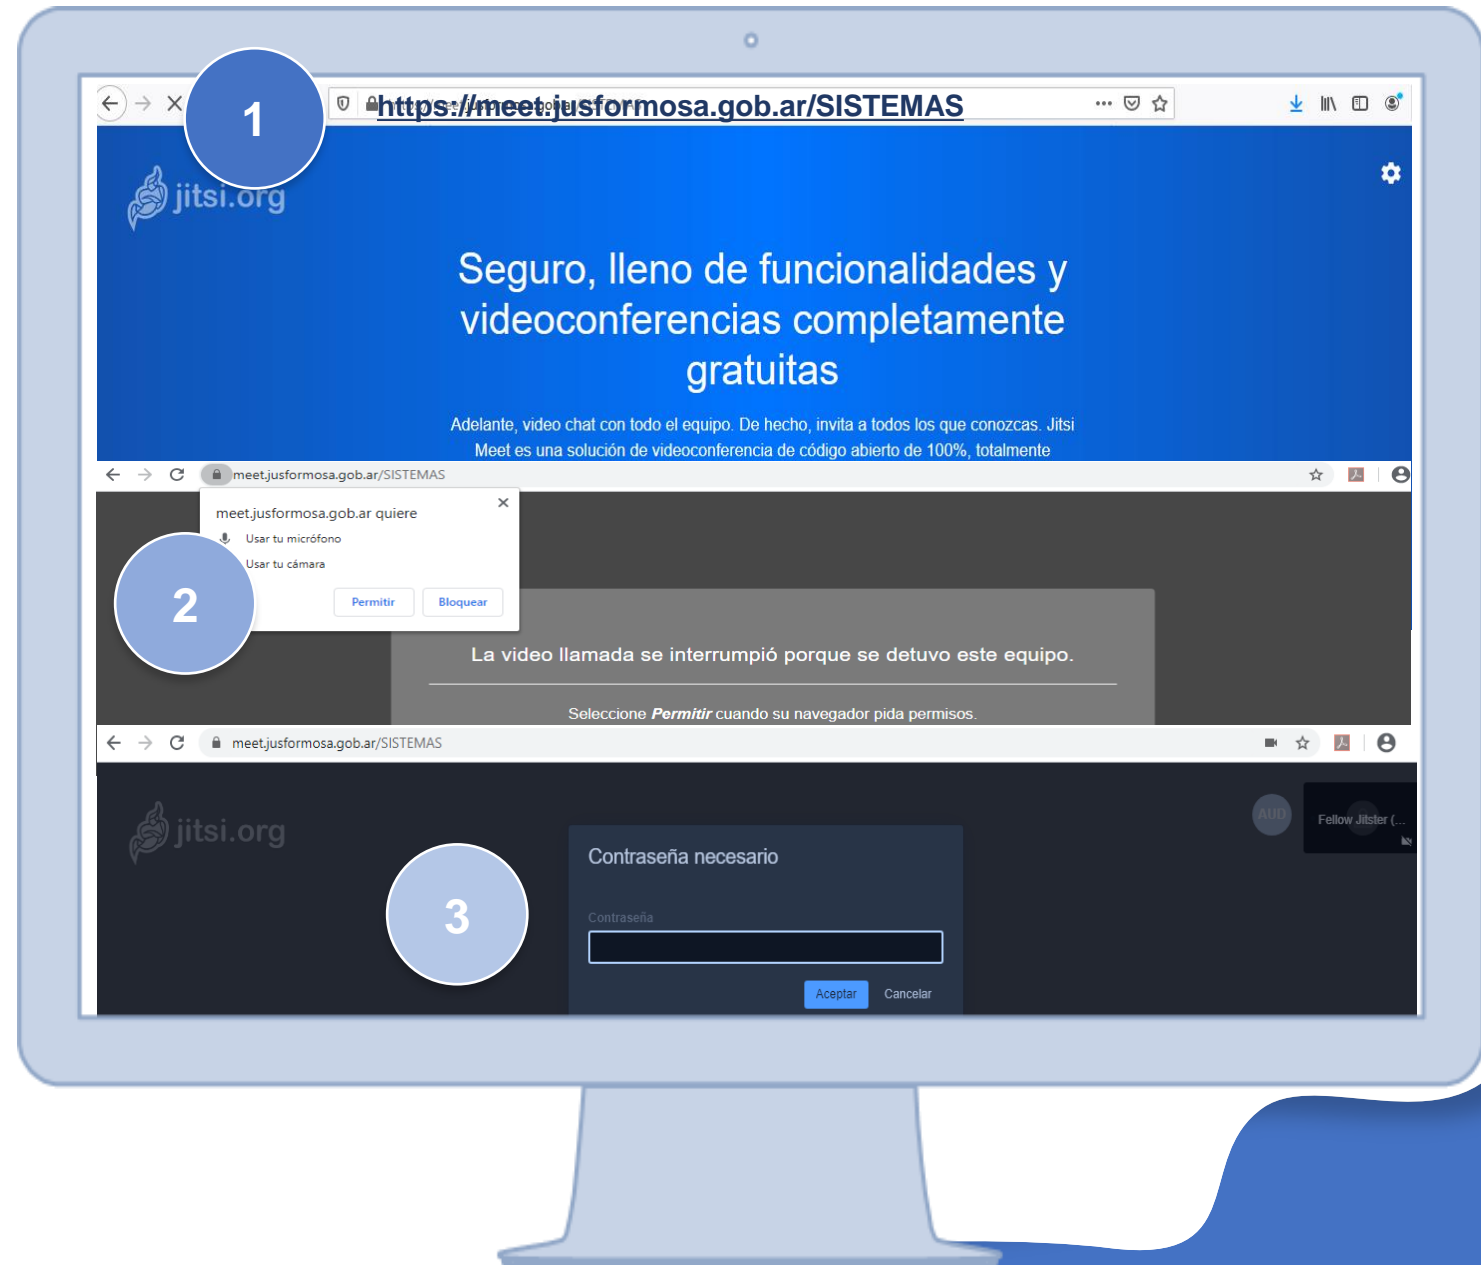 1
https://meet.jusformosa.gob.ar/SISTEMAS
jitsi.org
Seguro, lleno de funcionalidades y
videoconferencias completamente
gratuitas
Adelante, video chat con todo el equipo. De hecho, invita a todos los que conozcas. Jitsi
Meet es una solución de videoconferencia de código abierto de 100%, totalmente
meet.jusformosa.gob.ar/SISTEMAS
meet.jusformosa.gob.ar quiere
Usar tu micrófono
Usar tu cámara
2
Permitir Bloquear
La video llamada se interrumpió porque se detuvo este equipo.
Seleccione Permitir cuando su navegador pida permisos.
meet.jusformosa.gob.ar/SISTEMAS
jitsi.org
AUD
Fellow Jitster (...
Contraseña necesario
3
Contraseña
Aceptar Cancelar